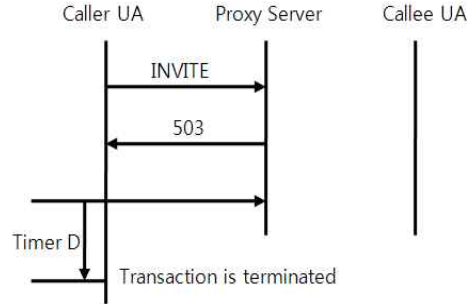 Caller UA Proxy Server Callee UA
INVITE
503
Timer D
Transaction is terminated